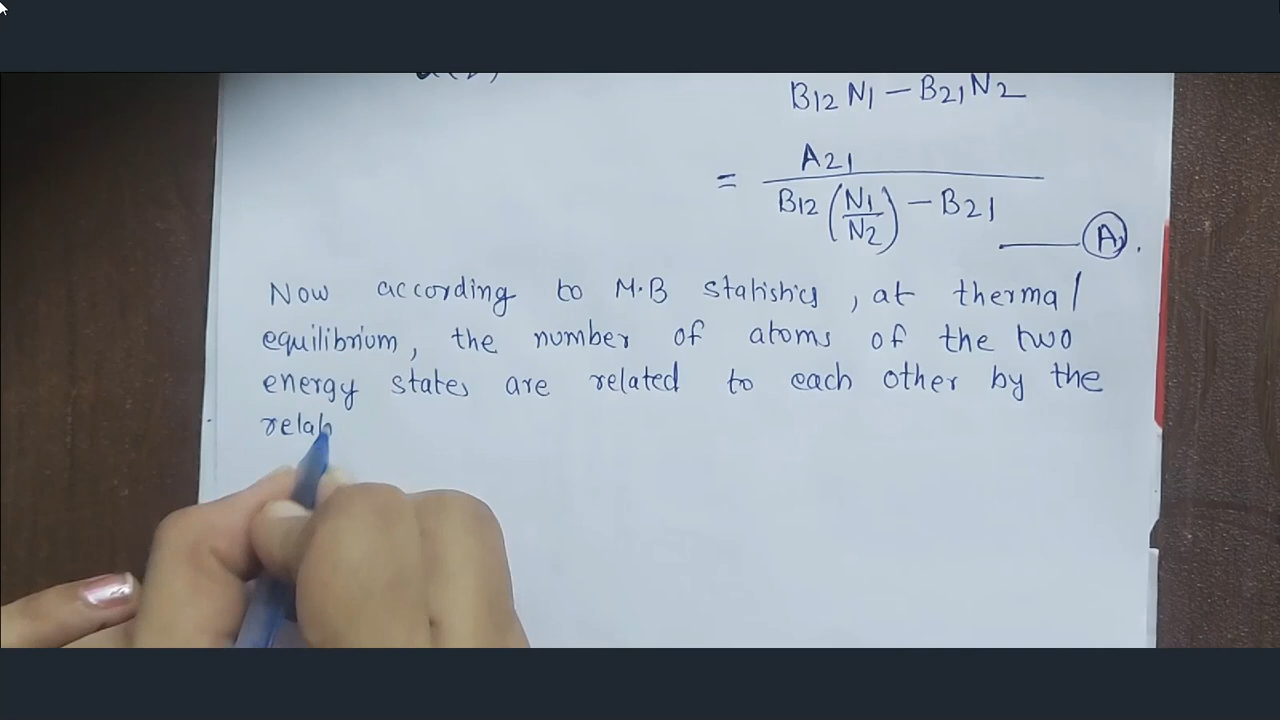 B12 N1 - B21 N2
= A21
B12 (N1/N2) - B21
A
Now according to M.B statistics, at thermal
equilibrium, the number of atoms of the two
energy states are related to each other by the